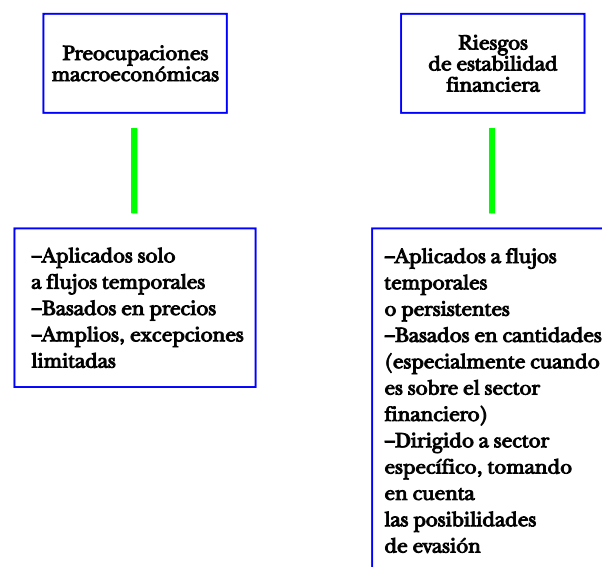 Preocupaciones
macroeconómicas
Riesgos
de estabilidad
financiera
–Aplicados solo
a flujos temporales
–Basados en precios
–Amplios, excepciones
limitadas
–Aplicados a flujos
temporales
o persistentes
–Basados en cantidades
(especialmente cuando
es sobre el sector
financiero)
–Dirigido a sector
específico, tomando
en cuenta
las posibilidades
de evasión